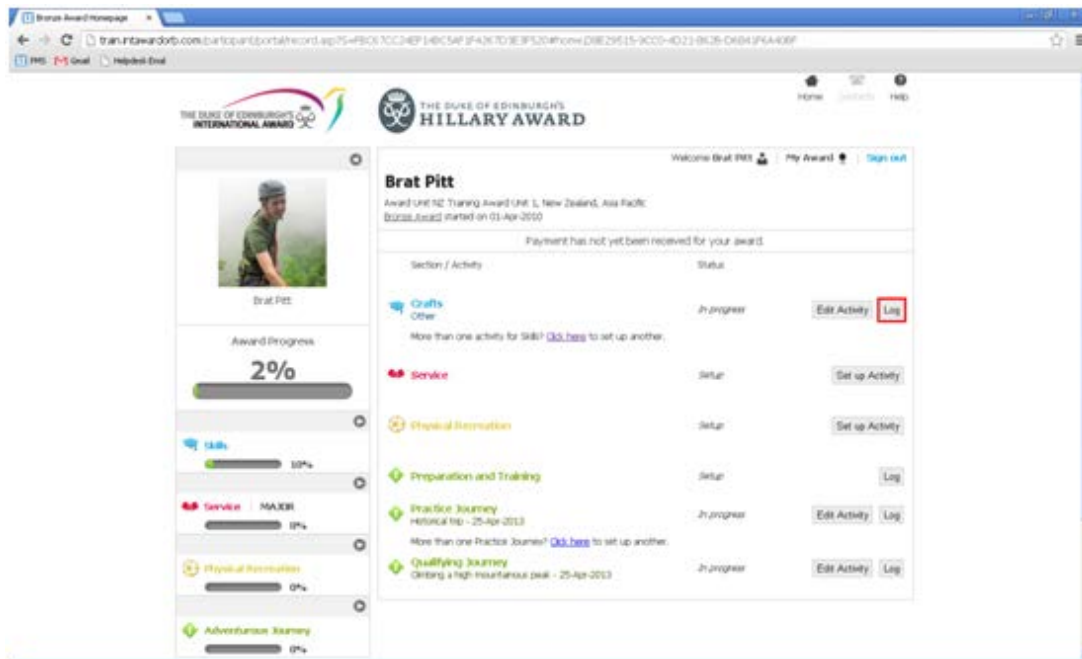 Bronze Award Homepage
PMS Gmail Helpdesk Eval
THE DUKE OF EDINBURGH'S
INTERNATIONAL AWARD
THE DUKE OF EDINBURGH'S
HILLARY AWARD
Home Contacts Help
Welcome Brat Pitt My Award Sign out
Brat Pitt
Award Unit NZ Training Award Unit 1, New Zealand, Asia Pacific
Bronze Award started on 01-Apr-2010
Payment has not yet been received for your award.
Section / Activity Status
Crafts In progress Edit Activity Log
Other
More than one activity for Skills? Click here to set up another.
Service Setup Set up Activity
Physical Recreation Setup Set up Activity
Preparation and Training Setup Log
Practice Journey In progress Edit Activity Log
Historical trip - 25-Apr-2013
More than one Practice Journey? Click here to set up another.
Qualifying Journey In progress Edit Activity Log
Climbing a high mountainous peak - 25-Apr-2013
Brat Pitt
Award Progress
2%
Skills
10%
Service MAJOR
0%
Physical Recreation
0%
Adventurous Journey
0%